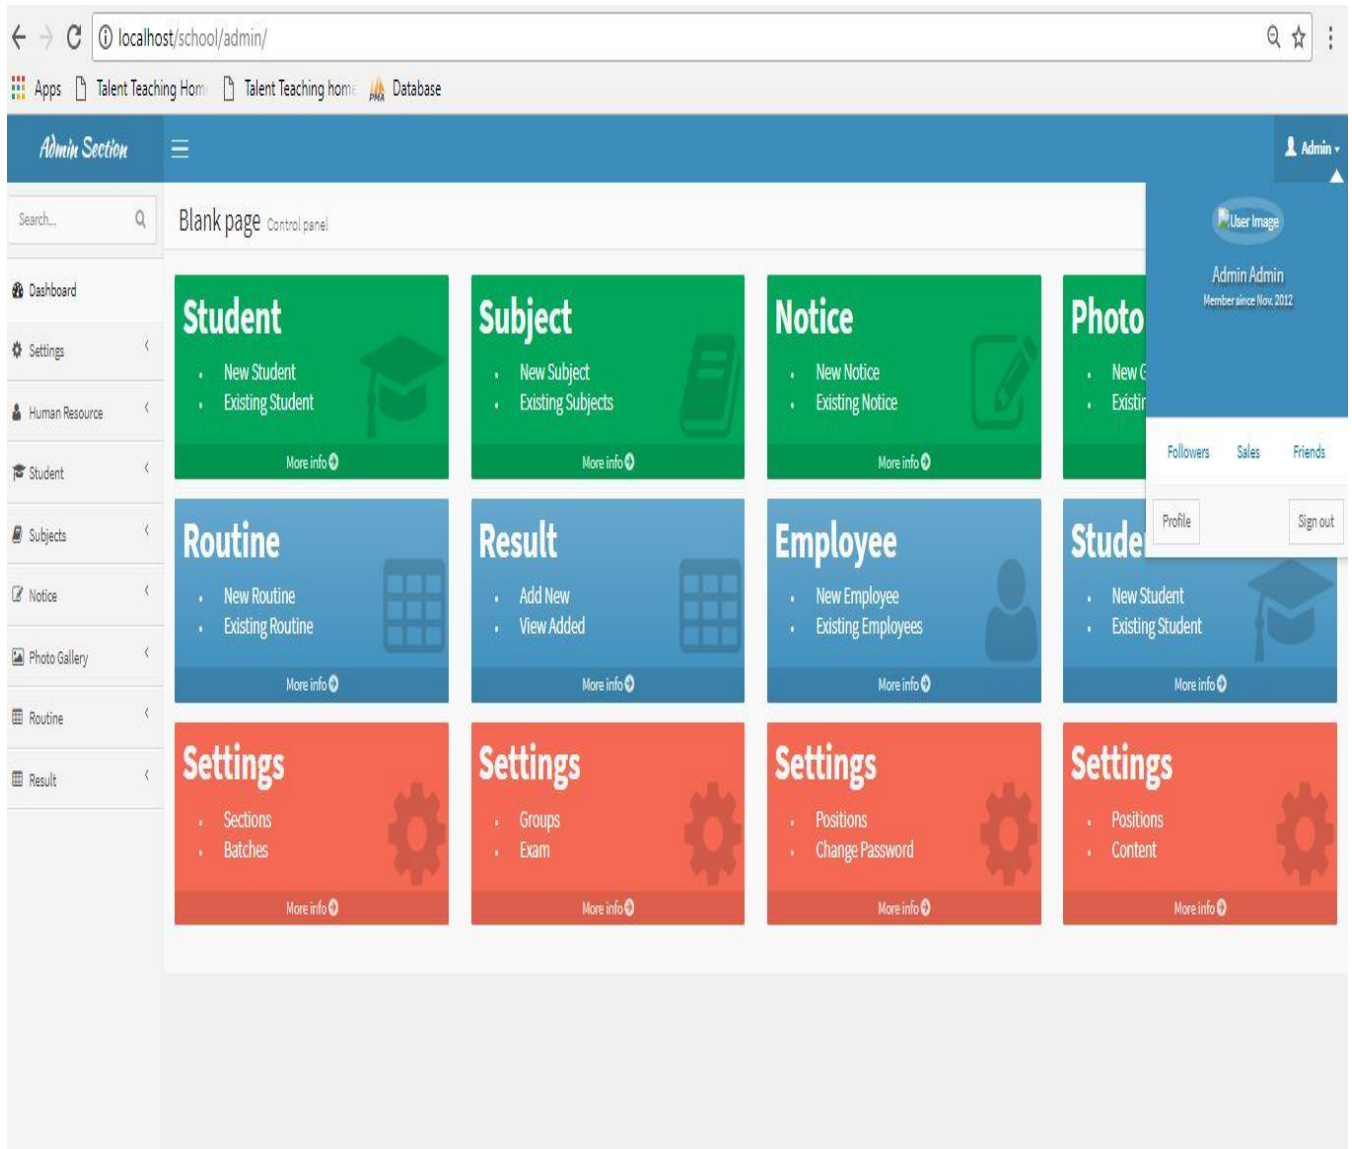 localhost/school/admin/
Apps Talent Teaching Hom Talent Teaching home PMA Database
Admin Section Admin
Search...
Blank page Control panel
User Image
Admin Admin
Member since Nov. 2012
Followers Sales Friends
Profile Sign out
Dashboard
Settings
Human Resource
Student
Subjects
Notice
Photo Gallery
Routine
Result
Student
New Student
Existing Student
More info
Subject
New Subject
Existing Subjects
More info
Notice
New Notice
Existing Notice
More info
Photo
New G
Existin
Routine
New Routine
Existing Routine
More info
Result
Add New
View Added
More info
Employee
New Employee
Existing Employees
More info
Stude
New Student
Existing Student
More info
Settings
Sections
Batches
More info
Settings
Groups
Exam
More info
Settings
Positions
Change Password
More info
Settings
Positions
Content
More info